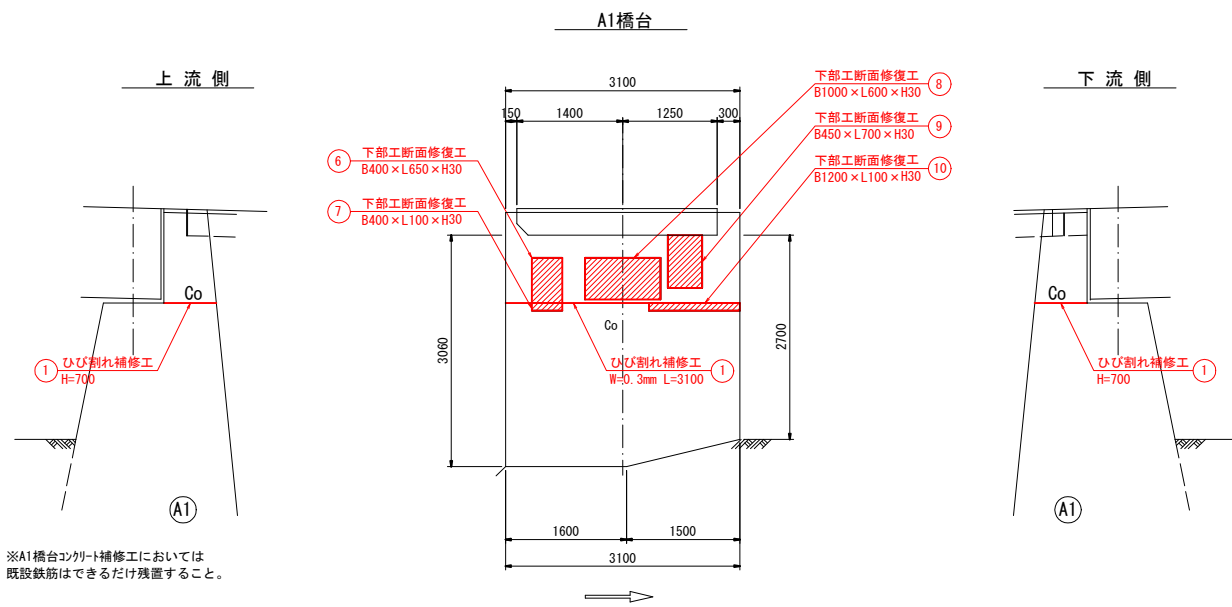 A1橋台
上 流 側
下 流 側
3100
150
1400
1250
300
下部工断面修復工
B1000×L600×H30
8
下部工断面修復工
B450×L700×H30
9
下部工断面修復工
B1200×L100×H30
10
6
下部工断面修復工
B400×L650×H30
7
下部工断面修復工
B400×L100×H30
Co
Co
Co
3060
2700
1
ひび割れ補修工
H=700
ひび割れ補修工
W=0.3mm L=3100
1
ひび割れ補修工
H=700
1
A1
A1
1600
1500
3100
※A1橋台コンクリート補修工においては
既設鉄筋はできるだけ残置すること。